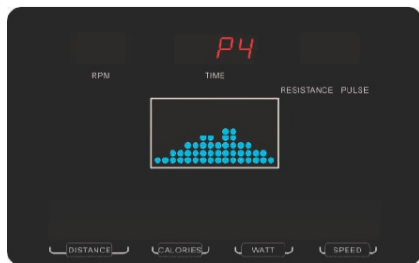 P4
RPM TIME
RESISTANCE PULSE
DISTANCE CALORIES WATT SPEED